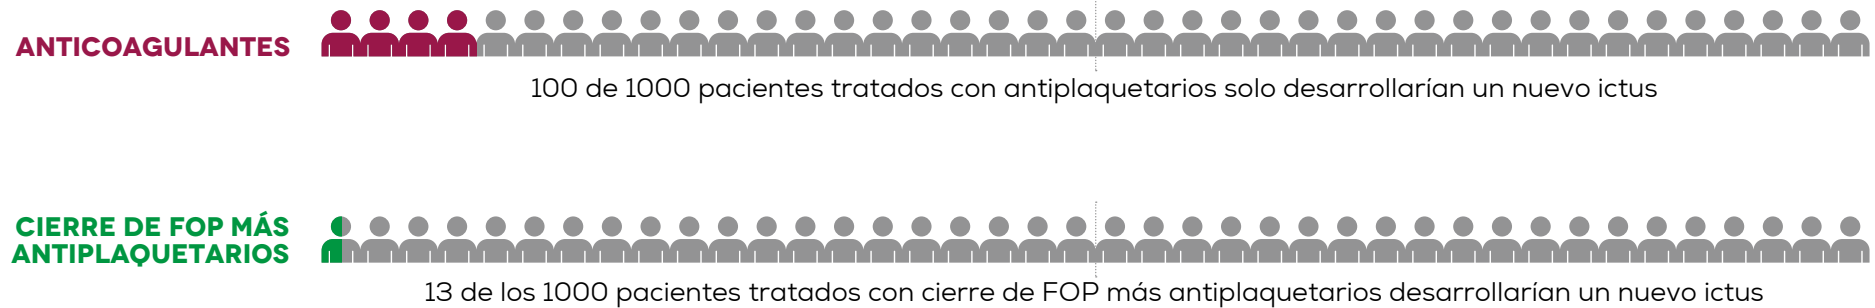 ANTICOAGULANTES
100 de 1000 pacientes tratados con antiplaquetarios solo desarrollarían un nuevo ictus
CIERRE DE FOP MÁS
ANTIPLAQUETARIOS
13 de los 1000 pacientes tratados con cierre de FOP más antiplaquetarios desarrollarían un nuevo ictus